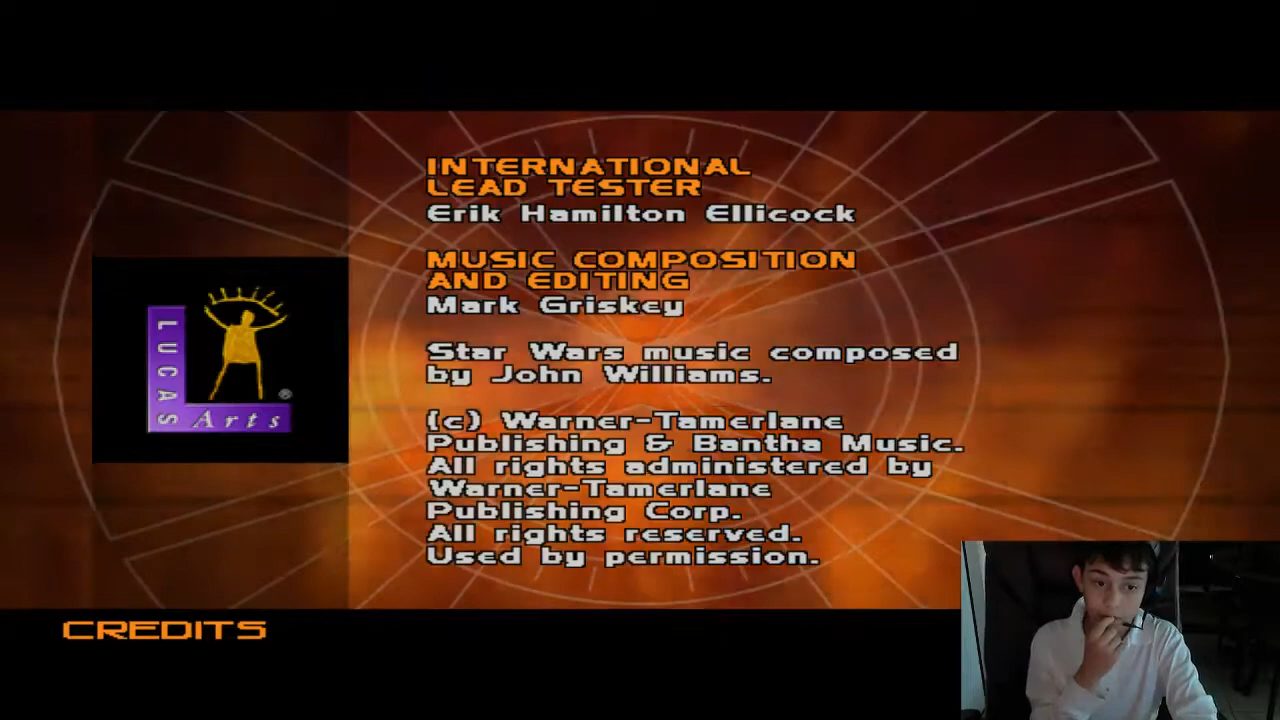 INTERNATIONAL
LEAD TESTER
Erik Hamilton Ellicock
MUSIC COMPOSITION
AND EDITING
Mark Griskey
Star Wars music composed
by John Williams.
(c) Warner-Tamerlane
Publishing & Bantha Music.
All rights administered by
Warner-Tamerlane
Publishing Corp.
All rights reserved.
Used by permission.
LUCAS
Arts ®
CREDITS